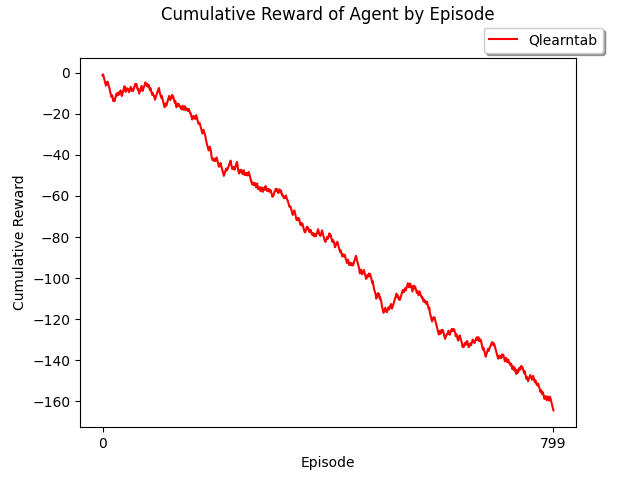 Cumulative Reward of Agent by Episode
Qlearntab
0
−20
−40
−60
−80
−100
−120
−140
−160
Cumulative Reward
0 799
Episode